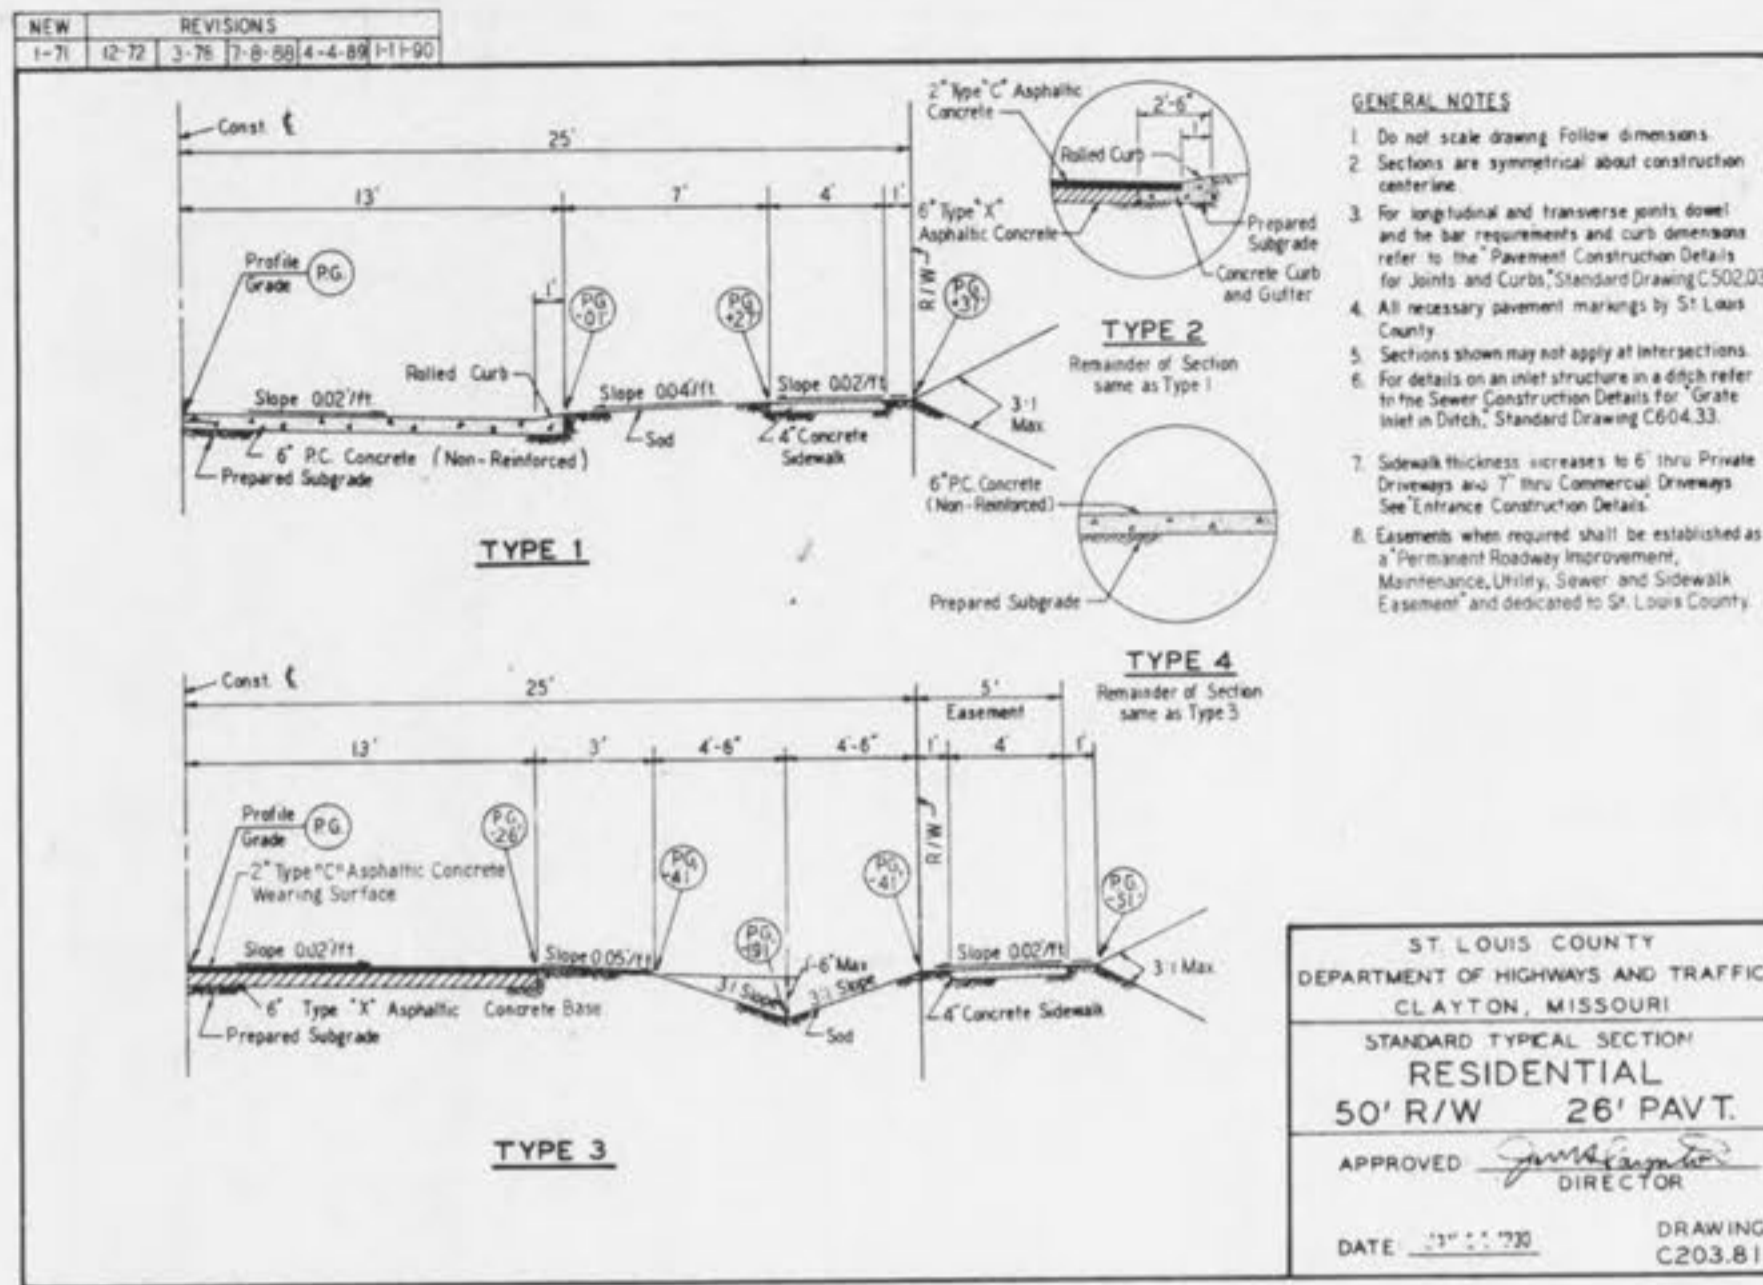 NEW REVISIONS
1-71 12-72 3-78 7-8-88 4-4-89 1-11-90
Const. ℄
25'
13' 7' 4' 1'
Profile
Grade
P.G.
1'
P.G.
-.01'
P.G.
+.27'
R/W
P.G.
+.37'
Rolled Curb
Slope 0.02'/ft
Slope 0.04'/ft
Slope 0.02'/ft
3:1
Max.
Sod
4" Concrete
Sidewalk
6" P.C. Concrete (Non-Reinforced)
Prepared Subgrade
TYPE 1
2" Type "C" Asphaltic
Concrete
2'-6"
1'
Rolled Curb
6" Type "X"
Asphaltic Concrete
Prepared
Subgrade
Concrete Curb
and Gutter
TYPE 2
Remainder of Section
same as Type 1
6" P.C. Concrete
(Non-Reinforced)
Prepared Subgrade
TYPE 4
Remainder of Section
same as Type 3
Const. ℄
25'
5'
Easement
13' 3' 4'-6" 4'-6" 1' 4' 1'
Profile
Grade
P.G.
P.G.
-.26'
P.G.
-.41'
P.G.
-1.91'
P.G.
-.41'
R/W
P.G.
-.31'
2" Type "C" Asphaltic Concrete
Wearing Surface
Slope 0.02'/ft
Slope 0.05'/ft
1'-6" Max
3:1 Slope
3:1 Slope
Slope 0.02'/ft
3:1 Max.
6" Type "X" Asphaltic Concrete Base
Prepared Subgrade
Sod
4" Concrete Sidewalk
TYPE 3
GENERAL NOTES
1. Do not scale drawing Follow dimensions.
2. Sections are symmetrical about construction
centerline.
3. For longitudinal and transverse joints, dowel
and tie bar requirements and curb dimensions
refer to the "Pavement Construction Details
for Joints and Curbs," Standard Drawing C502.03
4. All necessary pavement markings by St. Louis
County
5. Sections shown may not apply at intersections.
6. For details on an inlet structure in a ditch refer
to the Sewer Construction Details for "Grate
Inlet in Ditch," Standard Drawing C604.33.
7. Sidewalk thickness increases to 6" thru Private
Driveways and 7" thru Commercial Driveways
See "Entrance Construction Details."
8. Easements when required shall be established as
a "Permanent Roadway Improvement,
Maintenance, Utility, Sewer and Sidewalk
Easement" and dedicated to St. Louis County.
ST. LOUIS COUNTY
DEPARTMENT OF HIGHWAYS AND TRAFFIC
CLAYTON, MISSOURI
STANDARD TYPICAL SECTION
RESIDENTIAL
50' R/W 26' PAVT.
APPROVED
DIRECTOR
DATE
DRAWING
C203.81